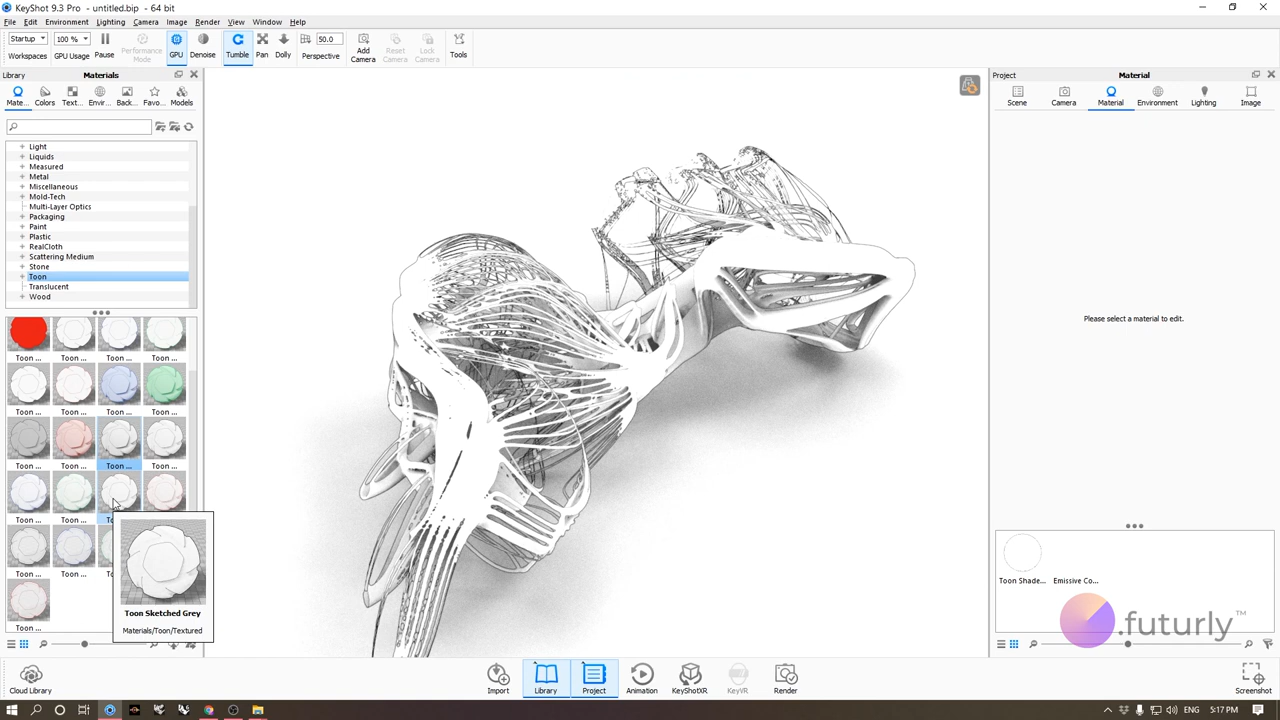 KeyShot 9.3 Pro - untitled.bip - 64 bit
File Edit Environment Lighting Camera Image Render View Window Help
Startup 100 % 50.0
Workspaces GPU Usage Pause Performance Mode GPU Denoise Tumble Pan Dolly Perspective Add Camera Reset Camera Lock Camera Tools
Library Materials Project Material
Mate... Colors Text... Envir... Back... Favo... Models Scene Camera Material Environment Lighting Image
Light
Liquids
Measured
Metal
Miscellaneous
Mold-Tech
Multi-Layer Optics
Packaging
Paint
Plastic
RealCloth
Scattering Medium
Stone
Toon
Translucent
Wood
Please select a material to edit.
Toon ... Toon ... Toon ... Toon ...
Toon ... Toon ... Toon ... Toon ...
Toon ... Toon ... Toon ... Toon ...
Toon ... Toon ...
Toon ... Toon ...
Toon ...
Toon Sketched Grey
Materials/Toon/Textured
Toon Shade... Emissive Co...
.futurly™
Cloud Library Import Library Project Animation KeyShotXR KeyVR Render Screenshot
ENG 5:17 PM